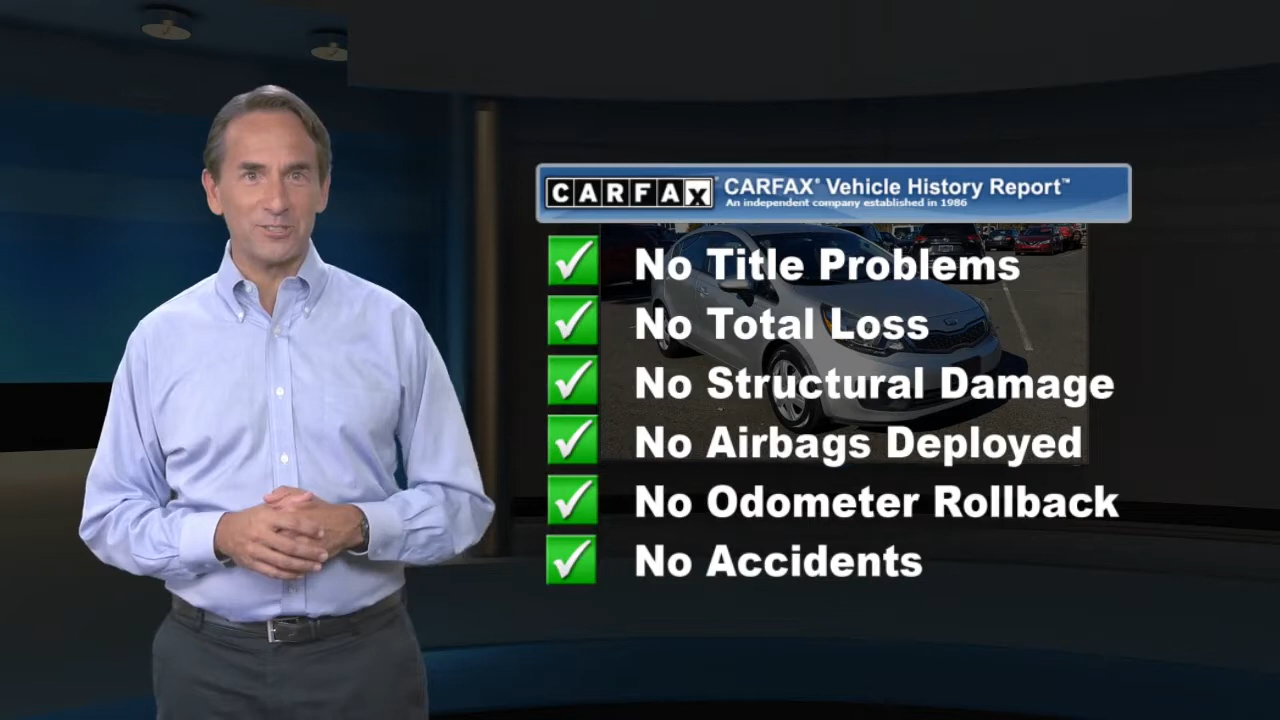 CARFAX CARFAX® Vehicle History Report™
An independent company established in 1986
No Title Problems
No Total Loss
No Structural Damage
No Airbags Deployed
No Odometer Rollback
No Accidents